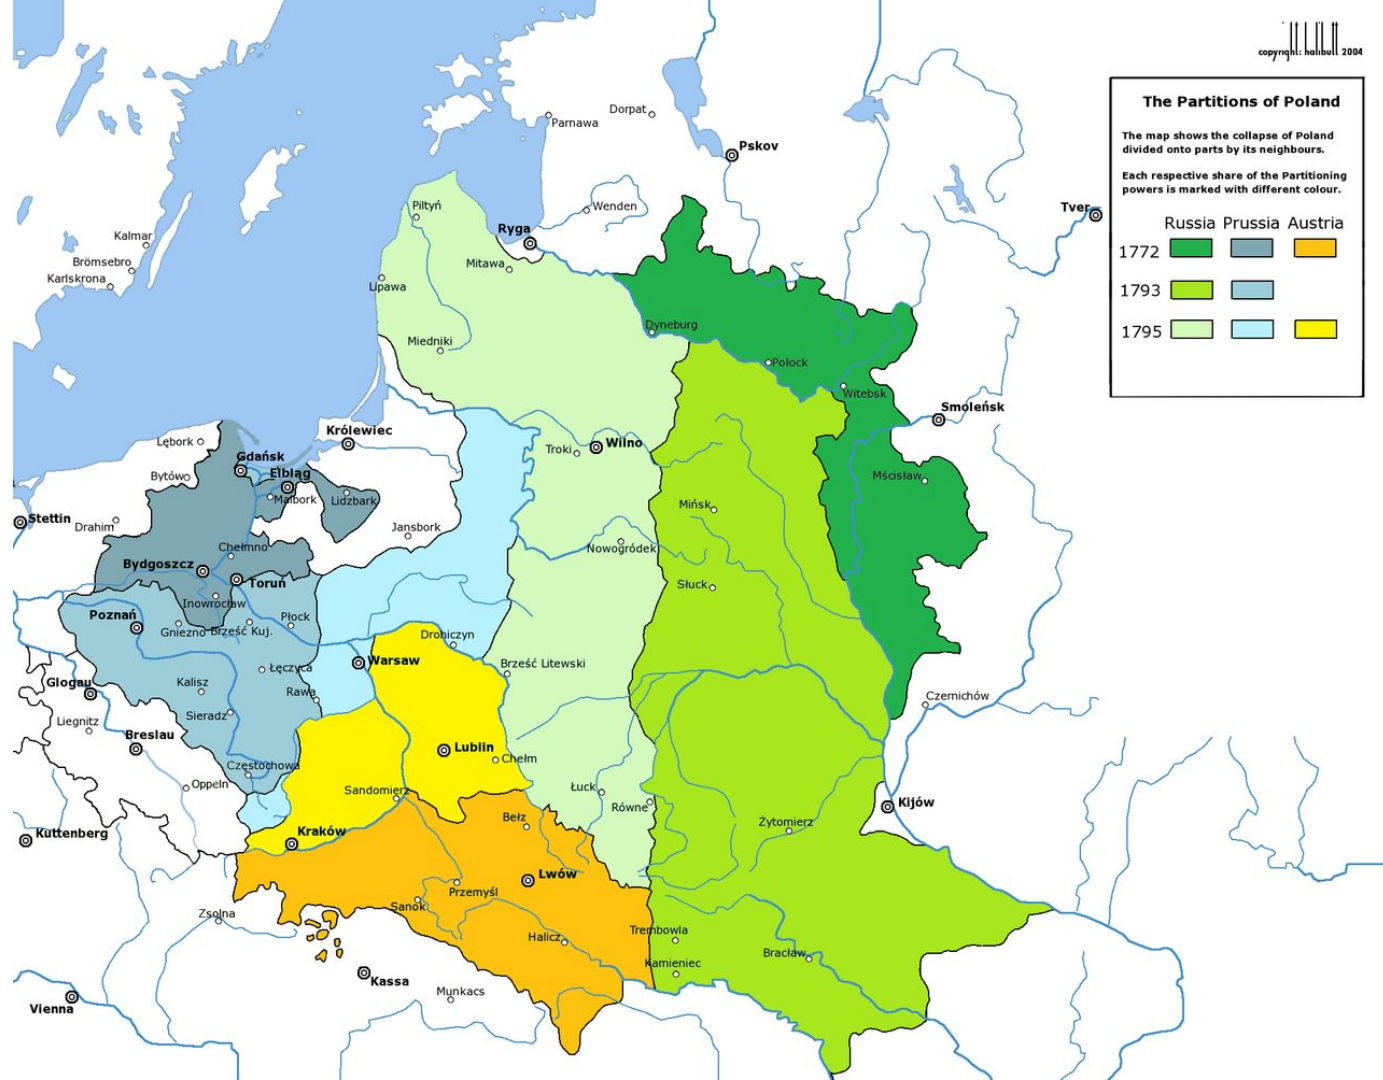 copyright: halibutt 2004
The Partitions of Poland
The map shows the collapse of Poland
divided onto parts by its neighbours.
Each respective share of the Partitioning
powers is marked with different colour.
Russia Prussia Austria
1772
1793
1795
Dorpat
Parnawa
Pskov
Piltyń
Wenden
Tver
Ryga
Kalmar
Brömsebro
Mitawa
Karlskrona
Lipawa
Dyneburg
Miedniki
Połock
Witebsk
Smoleńsk
Królewiec
Lębork
Wilno
Troki
Gdańsk
Bytów
Elbląg
Mścisław
Malbork
Lidzbark
Mińsk
Stettin
Drahim
Jansbork
Chełmno
Nowogródek
Bydgoszcz
Toruń
Słuck
Inowrocław
Poznań
Płock
Gniezno
Brześć Kuj.
Drohiczyn
Warsaw
Brześć Litewski
Łęczyca
Glogau
Kalisz
Rawa
Czernichów
Sieradz
Liegnitz
Breslau
Lublin
Chełm
Częstochowa
Oppeln
Sandomierz
Łuck
Równe
Kijów
Bełz
Żytomierz
Kuttenberg
Kraków
Lwów
Przemyśl
Sanok
Zsolna
Trembowla
Halicz
Bracław
Kamieniec
Kassa
Munkacs
Vienna